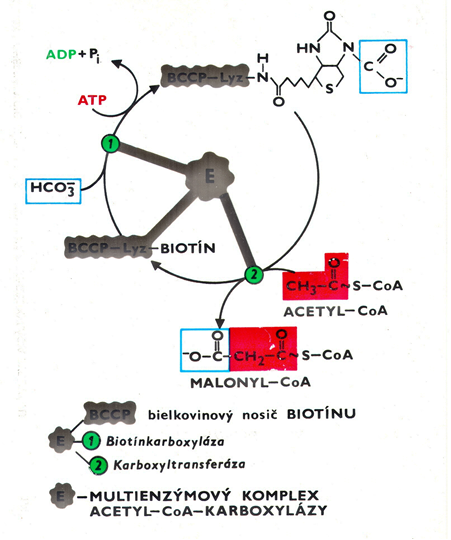 ADP+Pi
ATP
BCCP–Lyz–N
H
O
O
HN N
S
C
O
O–
1
E
HCO3–
BCCP–Lyz–BIOTÍN
2
O
CH3–C~S–CoA
ACETYL–CoA
O O
–O–C–CH2–C~S–CoA
MALONYL–CoA
BCCP bielkovinový nosič BIOTÍNU
E 1 Biotínkarboxyláza
2 Karboxyltransferáza
E –MULTIENZÝMOVÝ KOMPLEX
ACETYL–CoA–KARBOXYLÁZY